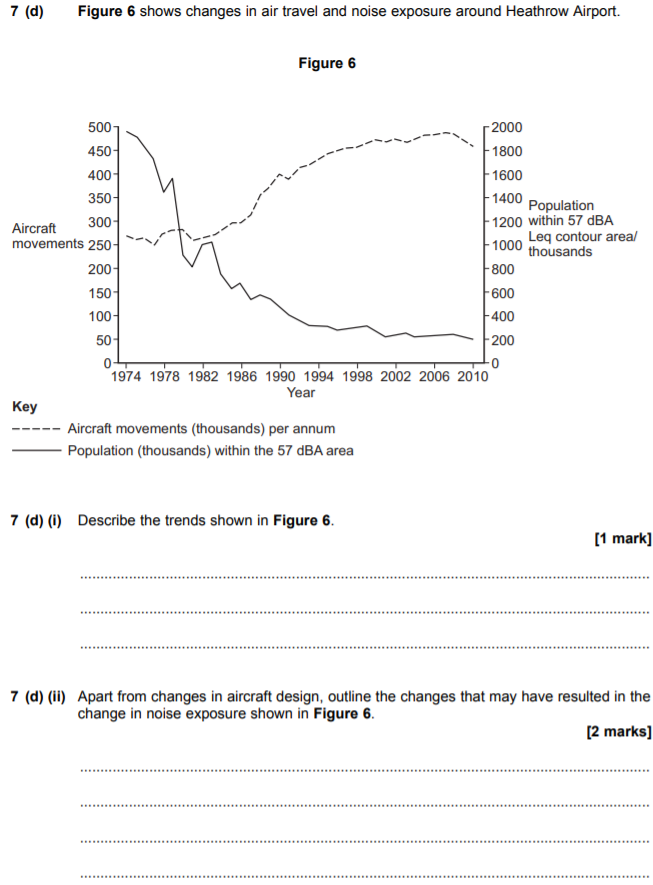 7 (d) Figure 6 shows changes in air travel and noise exposure around Heathrow Airport.
Figure 6
500
450
400
350
300
250
200
150
100
50
0
Aircraft
movements
2000
1800
1600
1400
1200
1000
800
600
400
200
0
Population
within 57 dBA
Leq contour area/
thousands
1974 1978 1982 1986 1990 1994 1998 2002 2006 2010
Year
Key
Aircraft movements (thousands) per annum
Population (thousands) within the 57 dBA area
7 (d) (i) Describe the trends shown in Figure 6.
[1 mark]
7 (d) (ii) Apart from changes in aircraft design, outline the changes that may have resulted in the
change in noise exposure shown in Figure 6.
[2 marks]